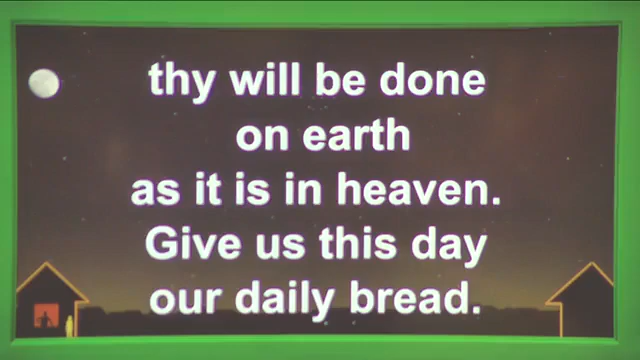 thy will be done
on earth
as it is in heaven.
Give us this day
our daily bread.